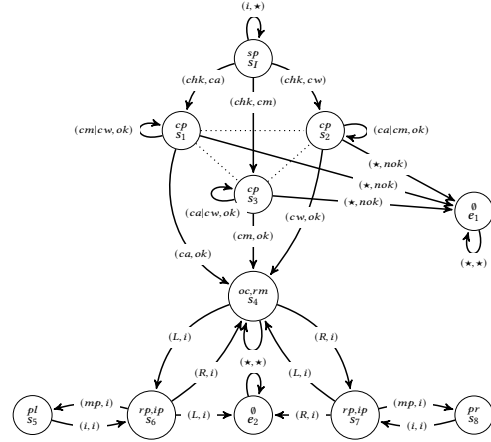 (i,⋆)
sp
s_I
(chk,ca)
(chk,cw)
(chk,cm)
cp
s_1
cp
s_2
(cm|cw,ok)
(ca|cm,ok)
(⋆,nok)
(⋆,nok)
(⋆,nok)
cp
s_3
(ca|cw,ok)
(cw,ok)
∅
e_1
(cm,ok)
(ca,ok)
(⋆,⋆)
oc,rm
s_4
(L,i)
(R,i)
(⋆,⋆)
(R,i)
(L,i)
pl
s_5
(mp,i)
(i,i)
rp,ip
s_6
(L,i)
∅
e_2
(R,i)
rp,ip
s_7
(mp,i)
(i,i)
pr
s_8